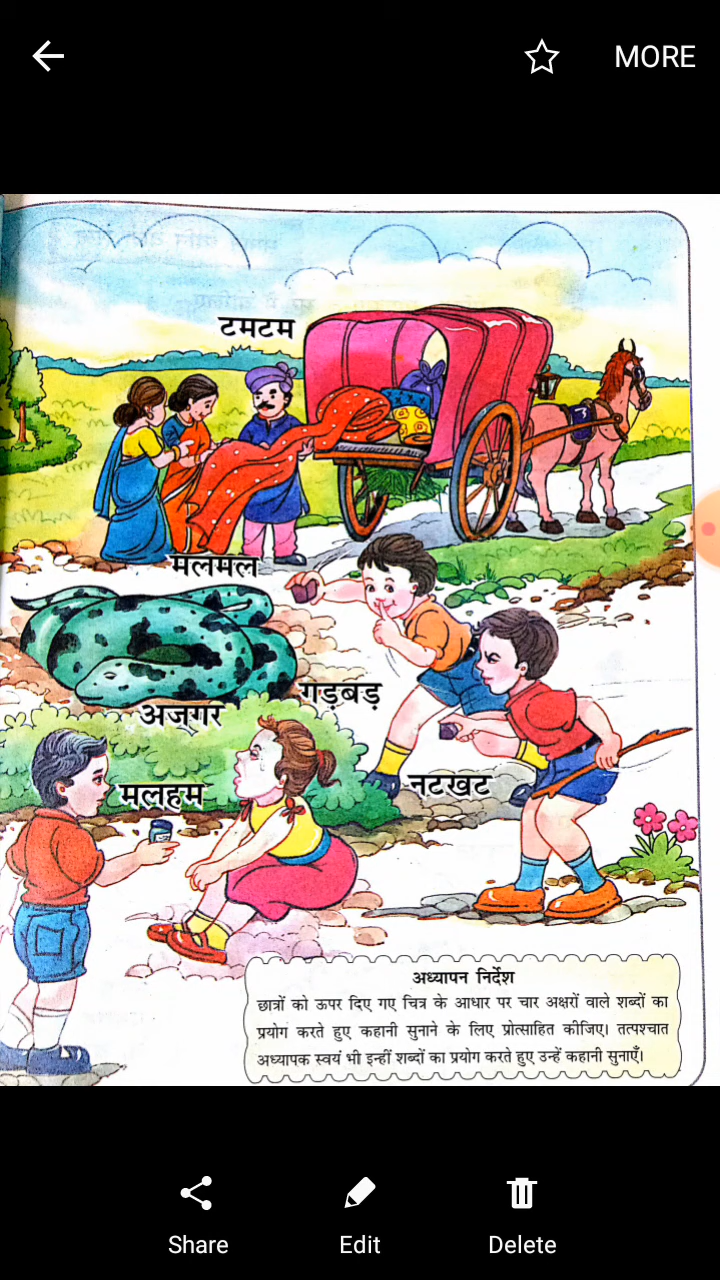 MORE
टमटम
मलमल
गड़बड़
अजगर
नटखट
मलहम
अध्यापन निर्देश
छात्रों को ऊपर दिए गए चित्र के आधार पर चार अक्षरों वाले शब्दों का
प्रयोग करते हुए कहानी सुनाने के लिए प्रोत्साहित कीजिए। तत्पश्चात
अध्यापक स्वयं भी इन्हीं शब्दों का प्रयोग करते हुए उन्हें कहानी सुनाएँ।
Share
Edit
Delete